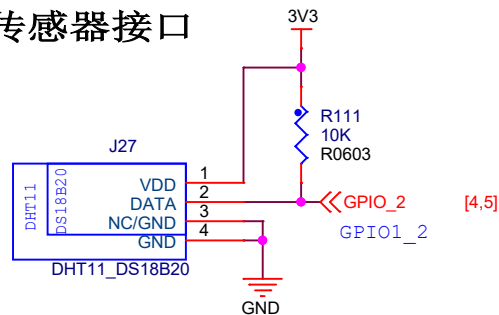 传感器接口
3V3
R111
10K
R0603
J27
DHT11
DS18B20
VDD
1
DATA
2
NC/GND
3
GND
4
DHT11_DS18B20
GPIO_2
[4,5]
GPIO1_2
GND